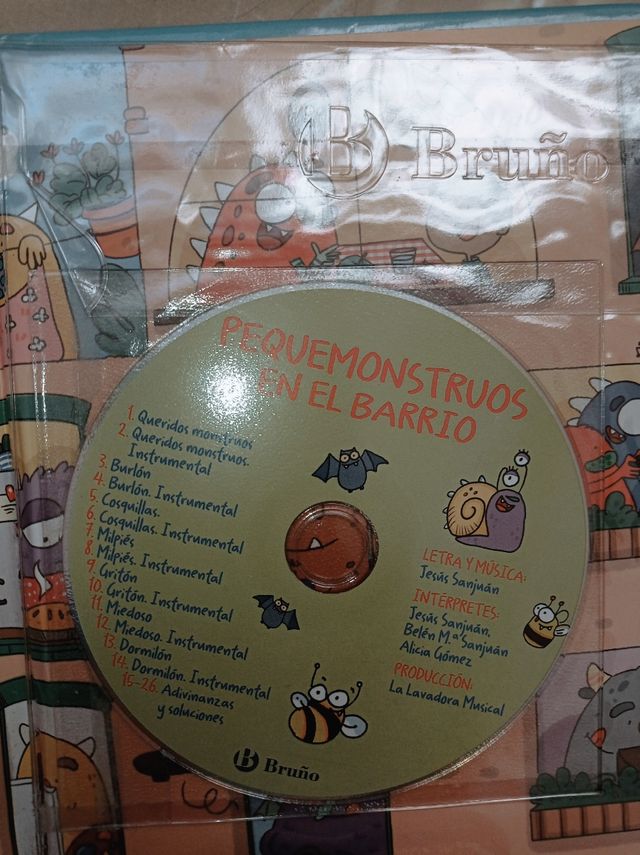 B Bruño
PEQUEMONSTRUOS
EN EL BARRIO
1. Queridos monstruos
2. Queridos monstruos.
Instrumental
3. Burlón
4. Burlón. Instrumental
5. Cosquillas.
6. Cosquillas. Instrumental
7. Milpiés
8. Milpiés. Instrumental
9. Gritón
10. Gritón. Instrumental
11. Miedoso
12. Miedoso. Instrumental
13. Dormilón
14. Dormilón. Instrumental
15-26. Adivinanzas
y soluciones
LETRA Y MÚSICA:
Jesús Sanjuán
INTÉRPRETES:
Jesús Sanjuán,
Belén M.ª Sanjuán
Alicia Gómez
PRODUCCIÓN:
La Lavadora Musical
B Bruño